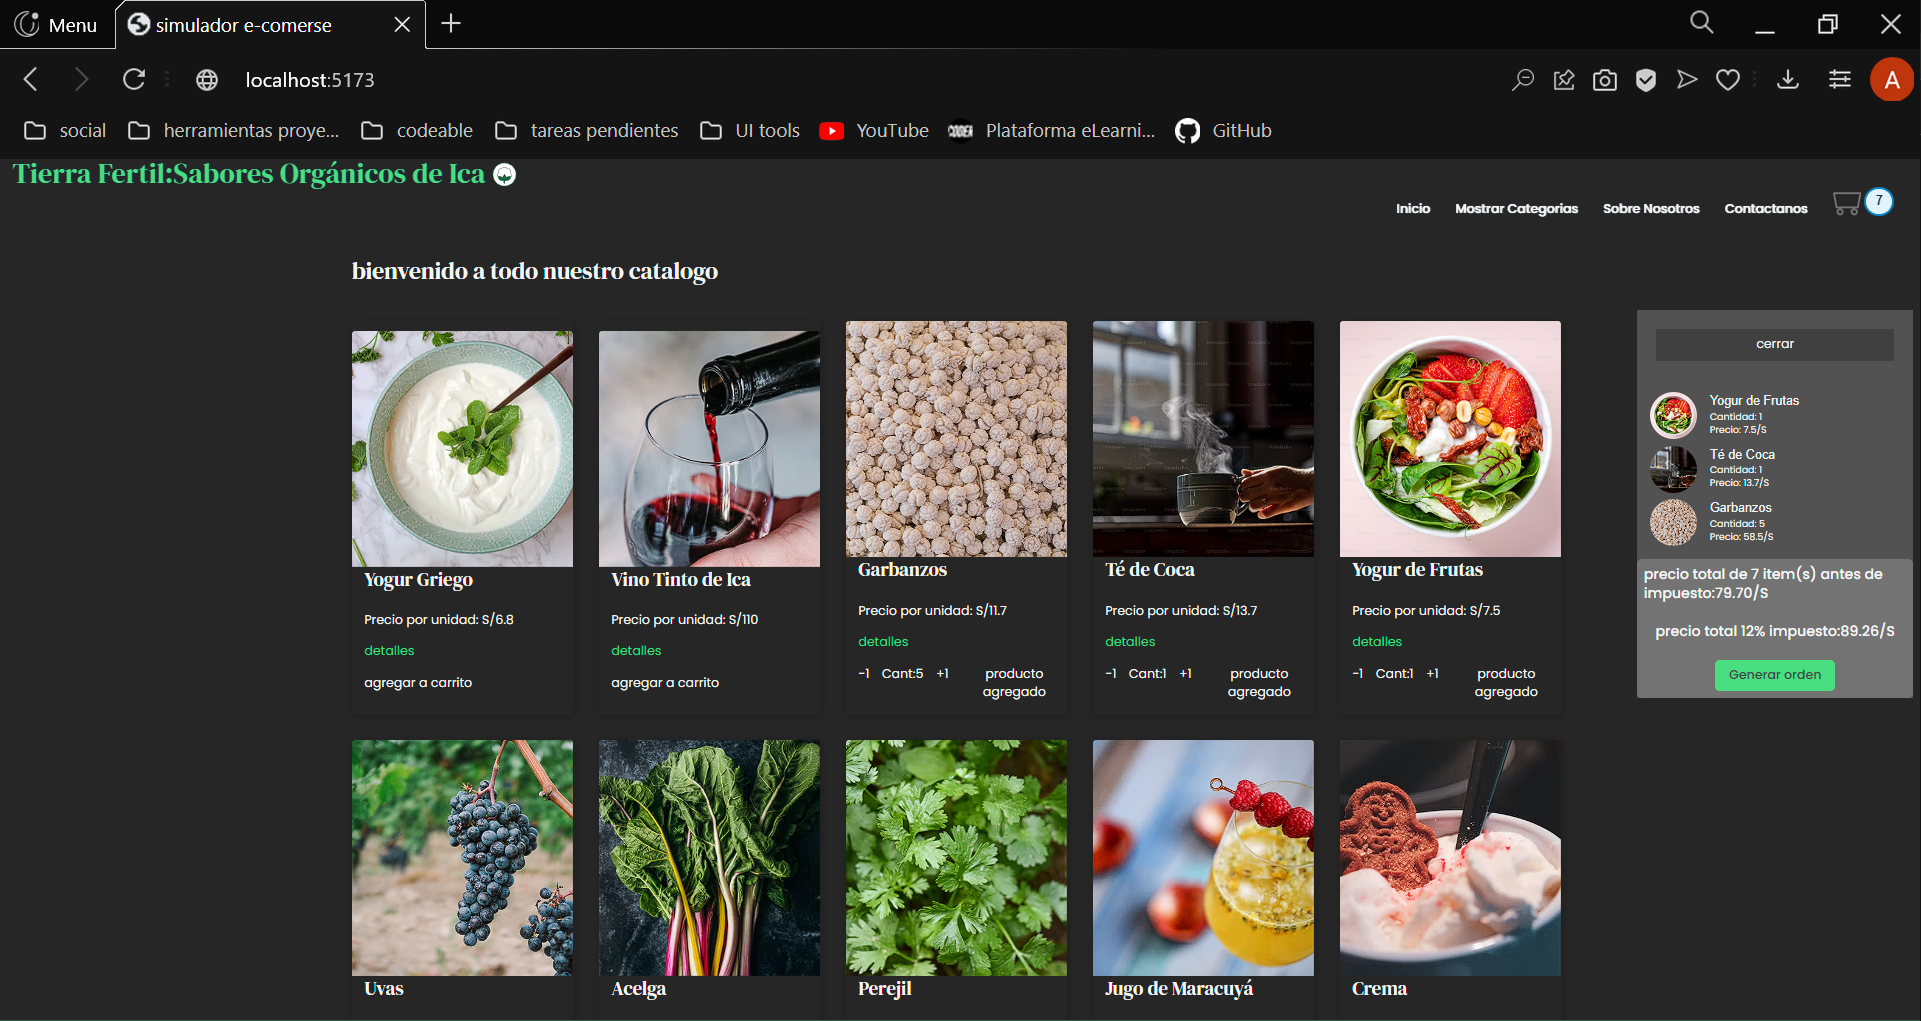 Menu
simulador e-comerse
localhost:5173
A
social
herramientas proye...
codeable
tareas pendientes
UI tools
YouTube
CODER
Plataforma eLearni...
GitHub
Tierra Fertil:Sabores Orgánicos de Ica
Inicio
Mostrar Categorias
Sobre Nosotros
Contactanos
7
bienvenido a todo nuestro catalogo
Yogur Griego
Precio por unidad: S/6.8
detalles
agregar a carrito
Vino Tinto de Ica
Precio por unidad: S/110
detalles
agregar a carrito
Garbanzos
Precio por unidad: S/11.7
detalles
-1 Cant:5 +1
producto
agregado
Té de Coca
Precio por unidad: S/13.7
detalles
-1 Cant:1 +1
producto
agregado
Yogur de Frutas
Precio por unidad: S/7.5
detalles
-1 Cant:1 +1
producto
agregado
cerrar
Yogur de Frutas
Cantidad: 1
Precio: 7.5/S
Té de Coca
Cantidad: 1
Precio: 13.7/S
Garbanzos
Cantidad: 5
Precio: 58.5/S
precio total de 7 item(s) antes de
impuesto:79.70/S
precio total 12% impuesto:89.26/S
Generar orden
Uvas
Acelga
Perejil
Jugo de Maracuyá
Crema